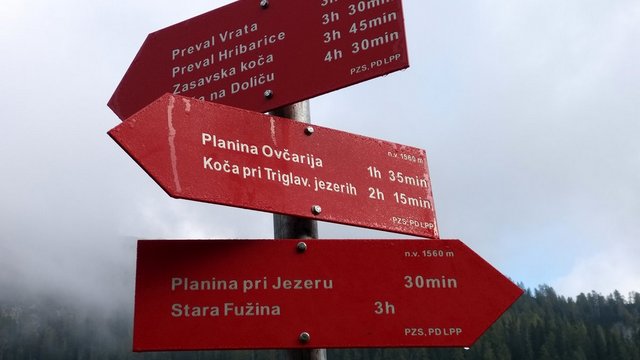 Preval Vrata 3h 30min
Preval Hribarice 3h 45min
Zasavska koča 4h 30min
na Doliču
PZS, PD LPP
n.v. 1560 m
Planina Ovčarija 1h 35min
Koča pri Triglav. jezerih 2h 15min
PZS, PD LPP
n.v. 1560 m
Planina pri Jezeru 30min
Stara Fužina 3h
PZS, PD LPP